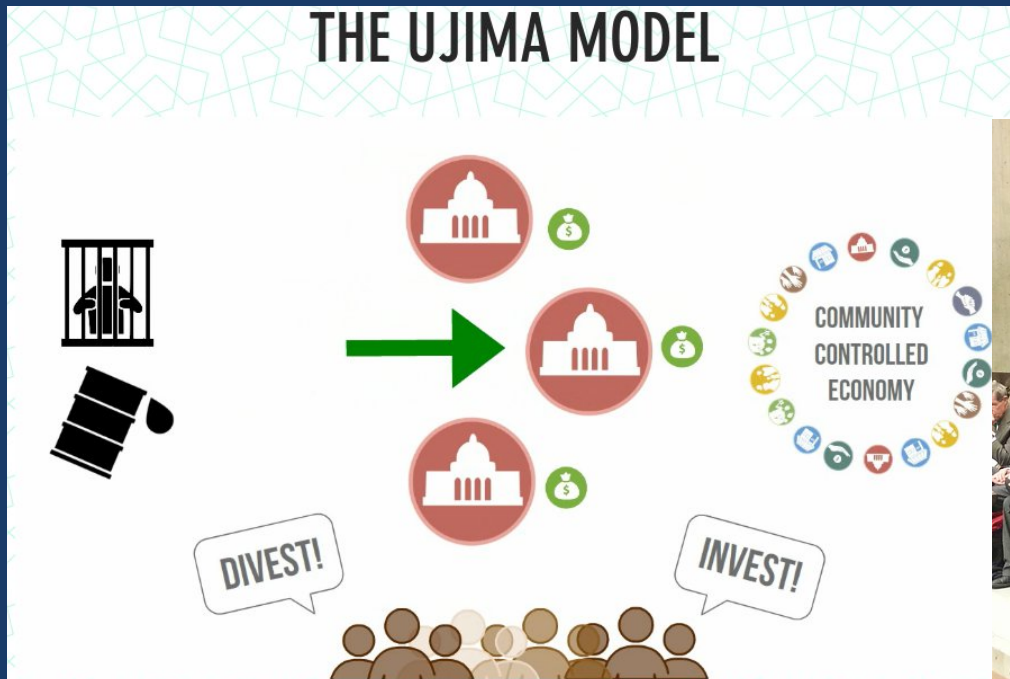 THE UJIMA MODEL
COMMUNITY
CONTROLLED
ECONOMY
DIVEST!
INVEST!